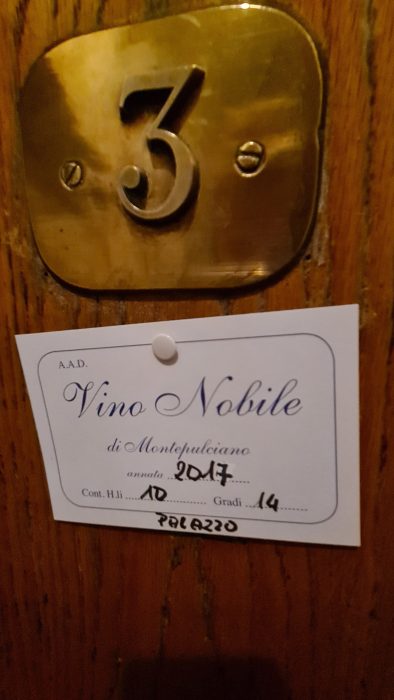 3
A.A.D.
Vino Nobile
di Montepulciano
annata 2017
Cont. H.li 10 Gradi 14
PALAZZO